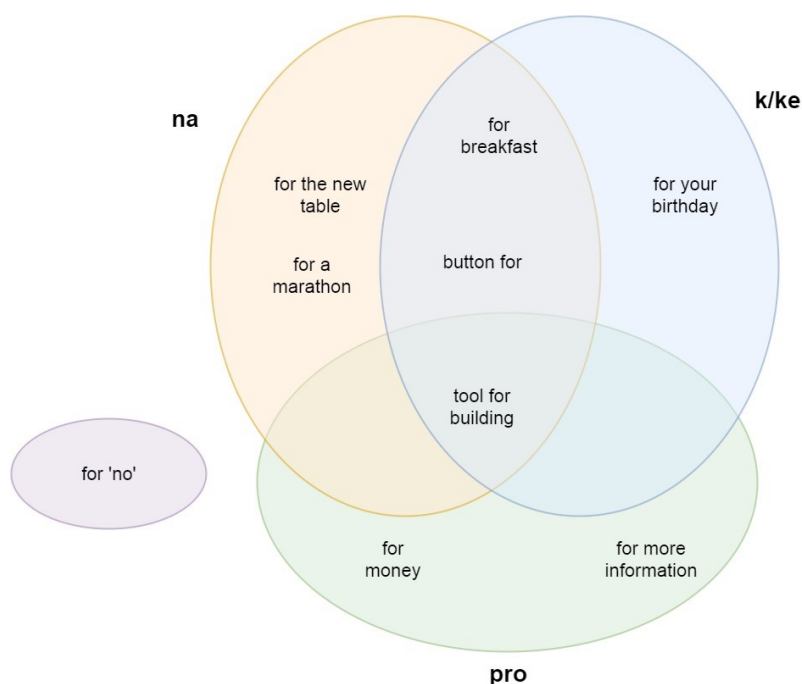 na
k/ke
for
breakfast
for the new
table
for your
birthday
for a
marathon
button for
tool for
building
for 'no'
for
money
for more
information
pro